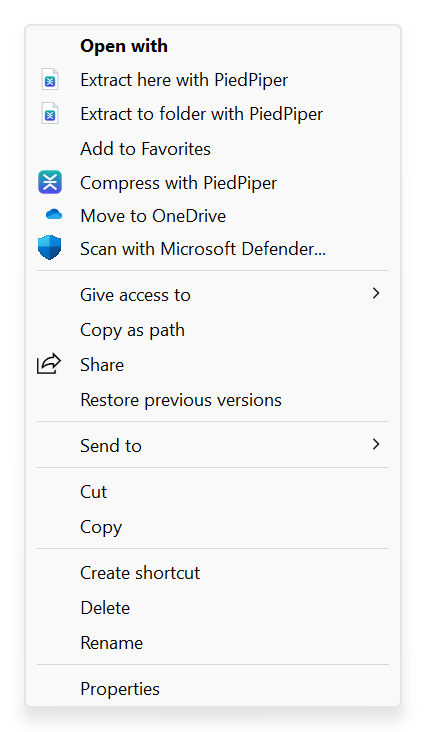 Open with
Extract here with PiedPiper
Extract to folder with PiedPiper
Add to Favorites
Compress with PiedPiper
Move to OneDrive
Scan with Microsoft Defender...
Give access to
Copy as path
Share
Restore previous versions
Send to
Cut
Copy
Create shortcut
Delete
Rename
Properties